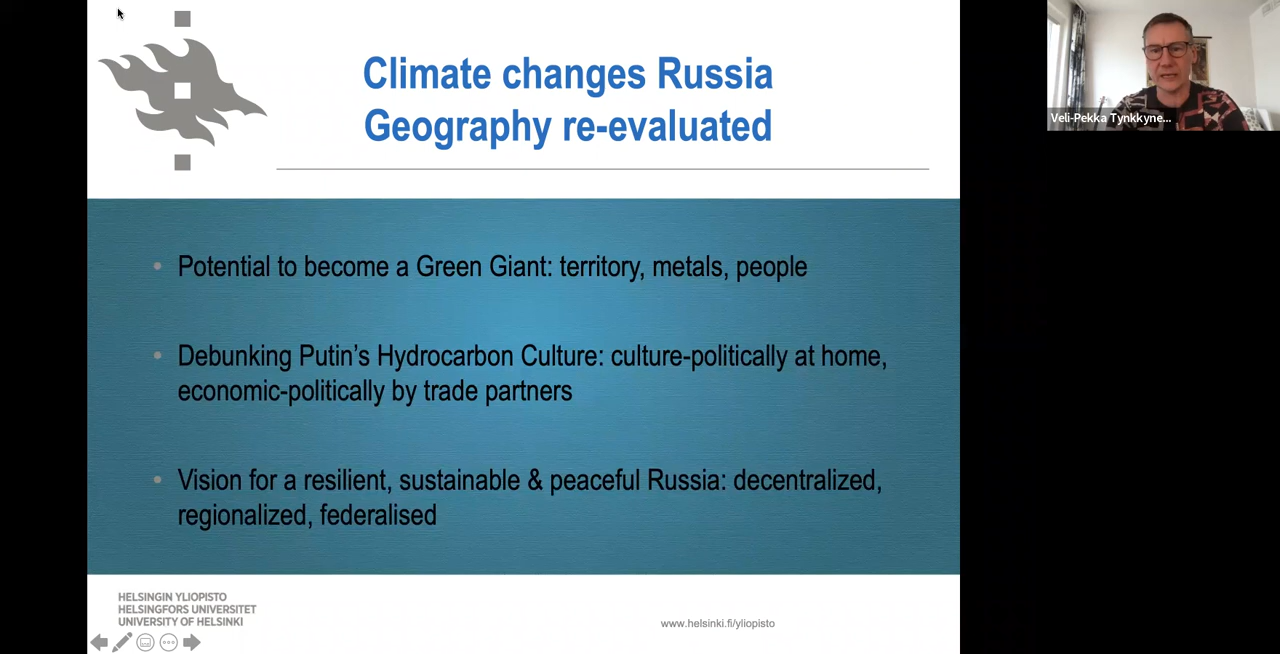 Climate changes Russia
Geography re-evaluated
Veli-Pekka Tynkkyne...
• Potential to become a Green Giant: territory, metals, people
• Debunking Putin’s Hydrocarbon Culture: culture-politically at home,
economic-politically by trade partners
• Vision for a resilient, sustainable & peaceful Russia: decentralized,
regionalized, federalised
HELSINGIN YLIOPISTO
HELSINGFORS UNIVERSITET
UNIVERSITY OF HELSINKI
www.helsinki.fi/yliopisto